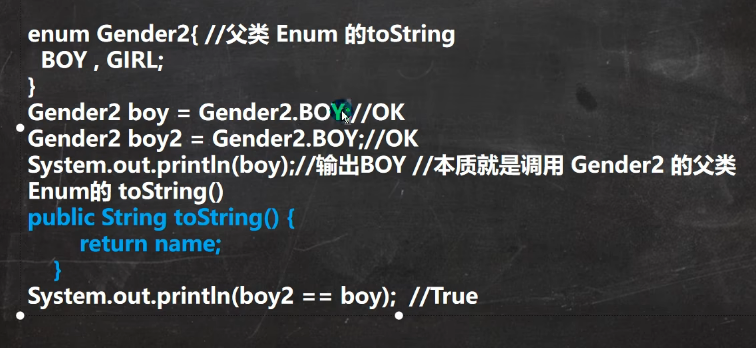 enum Gender2{ //父类 Enum 的toString
BOY , GIRL;
}
Gender2 boy = Gender2.BOY;//OK
Gender2 boy2 = Gender2.BOY;//OK
System.out.println(boy);//输出BOY //本质就是调用 Gender2 的父类
Enum的 toString()
public String toString() {
return name;
}
System.out.println(boy2 == boy); //True